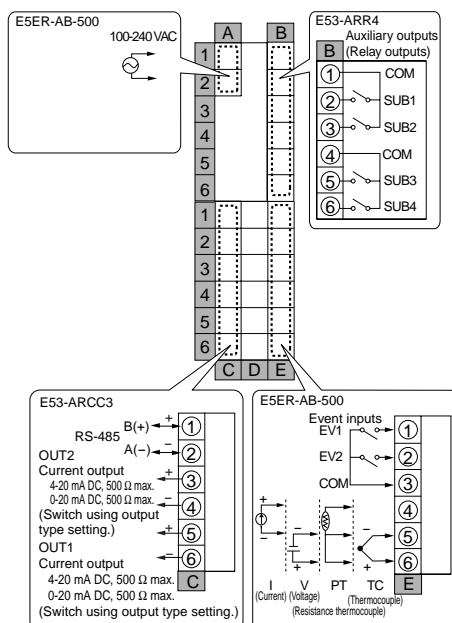 E5ER-AB-500
100-240 VAC
A
B
1
2
3
4
5
6
1
2
3
4
5
6
C D E
E53-ARR4
Auxiliary outputs
(Relay outputs)
B
1 COM
2 SUB1
3 SUB2
4 COM
5 SUB3
6 SUB4
E53-ARCC3
RS-485
B(+) + 1
A(−) − 2
OUT2
Current output
4-20 mA DC, 500 Ω max.
0-20 mA DC, 500 Ω max.
(Switch using output
type setting.)
+ 3
− 4
OUT1
Current output
4-20 mA DC, 500 Ω max.
0-20 mA DC, 500 Ω max.
(Switch using output type setting.)
+ 5
− 6
C
E5ER-AB-500
Event inputs
EV1 1
EV2 2
COM 3
4
5
6
E
+ − − + − +
I V PT TC
(Current) (Voltage) (Thermocouple)
(Resistance thermocouple)